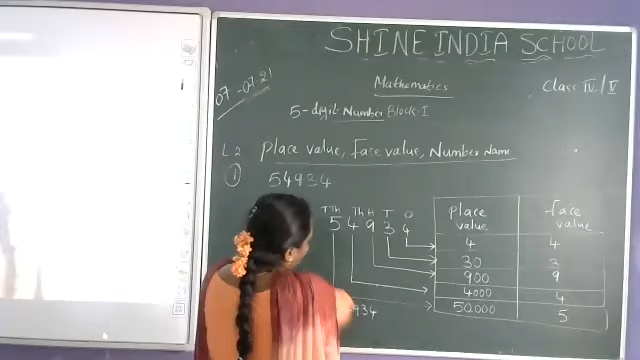 SHINE INDIA SCHOOL
07-07-21
Mathematics
Class IV/V
5-digit Number Block-I
L2 Place value, face value, Number Name
1 54934
TTh Th H T O
5 4 9 3 4
Place value face value
4 4
30 3
900 9
4000 4
50000 5
934